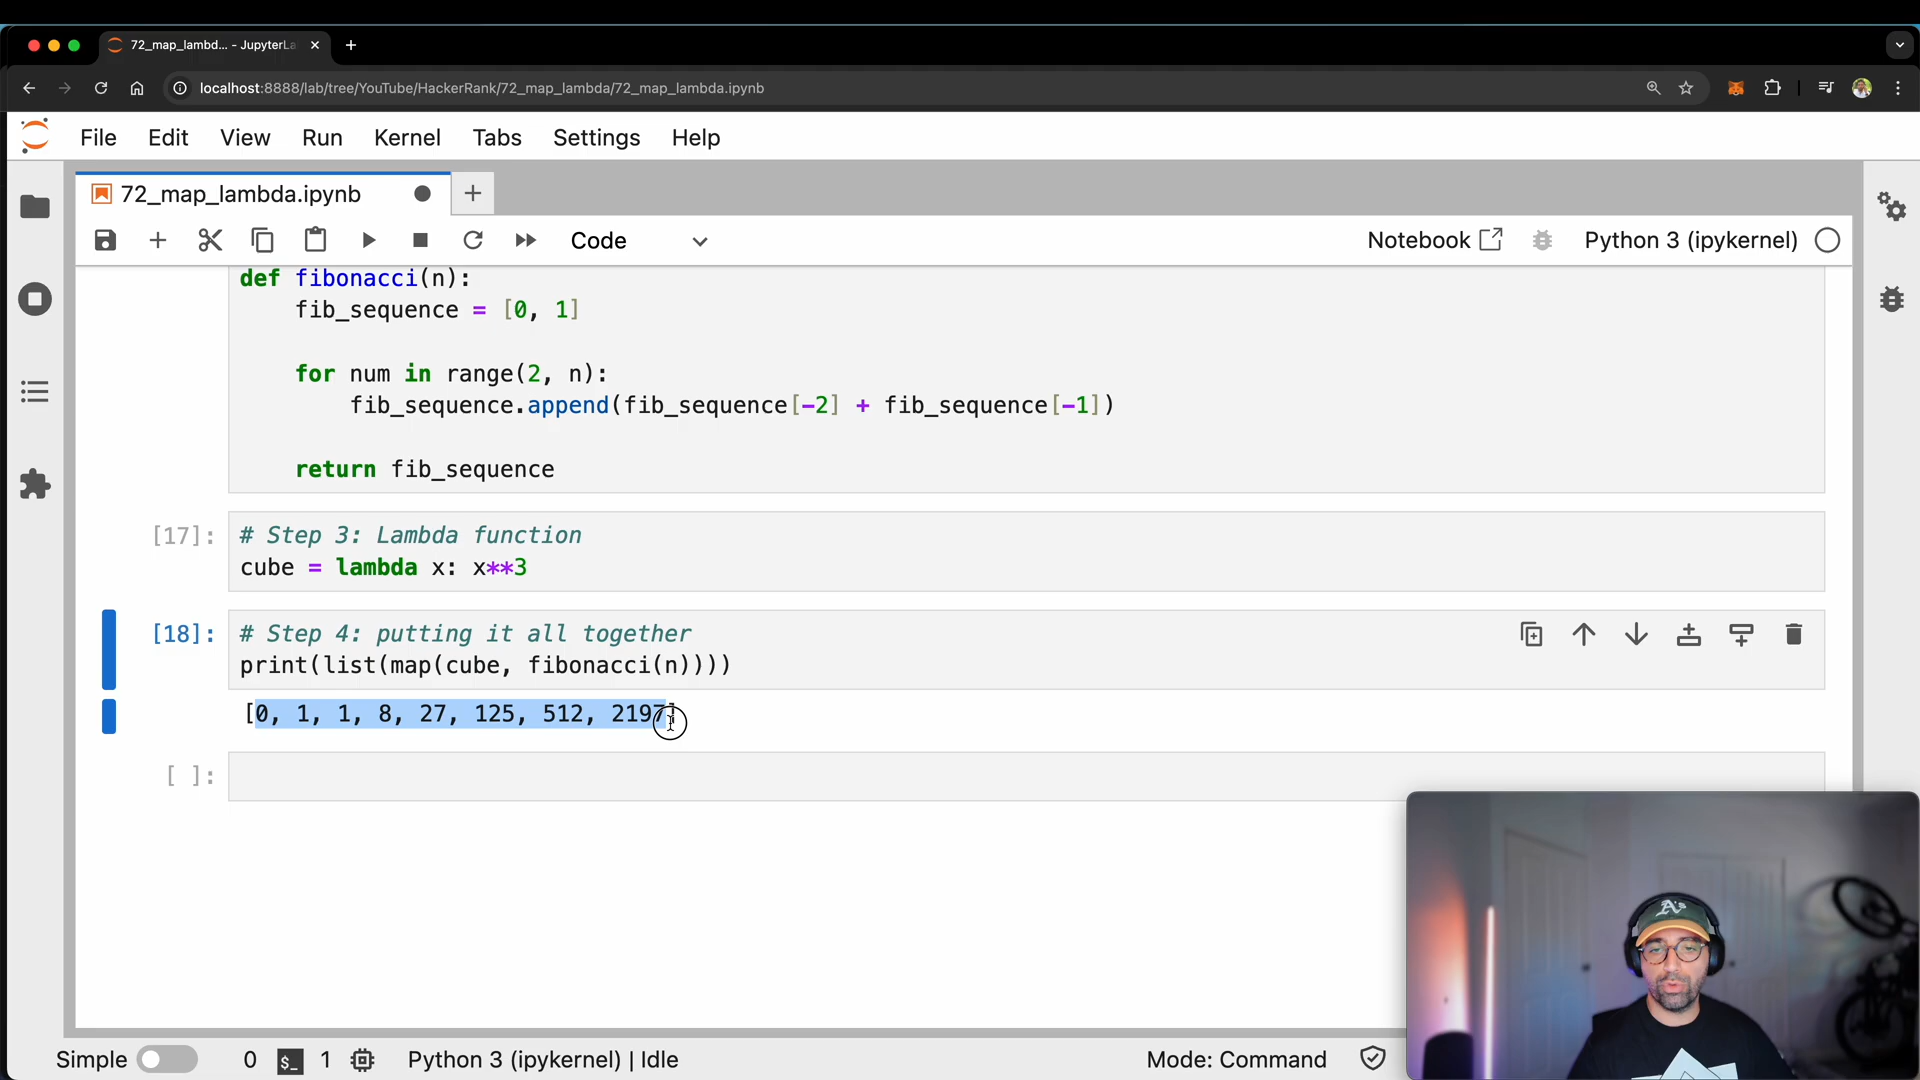 72_map_lambd... - JupyterLa
localhost:8888/lab/tree/YouTube/HackerRank/72_map_lambda/72_map_lambda.ipynb
File Edit View Run Kernel Tabs Settings Help
72_map_lambda.ipynb
Code
Notebook
Python 3 (ipykernel)
def fibonacci(n):
fib_sequence = [0, 1]
for num in range(2, n):
fib_sequence.append(fib_sequence[-2] + fib_sequence[-1])
return fib_sequence
[17]:
# Step 3: Lambda function
cube = lambda x: x**3
[18]:
# Step 4: putting it all together
print(list(map(cube, fibonacci(n))))
[0, 1, 1, 8, 27, 125, 512, 2197]
[ ]:
A's
Simple 0 $_ 1 Python 3 (ipykernel) | Idle Mode: Command